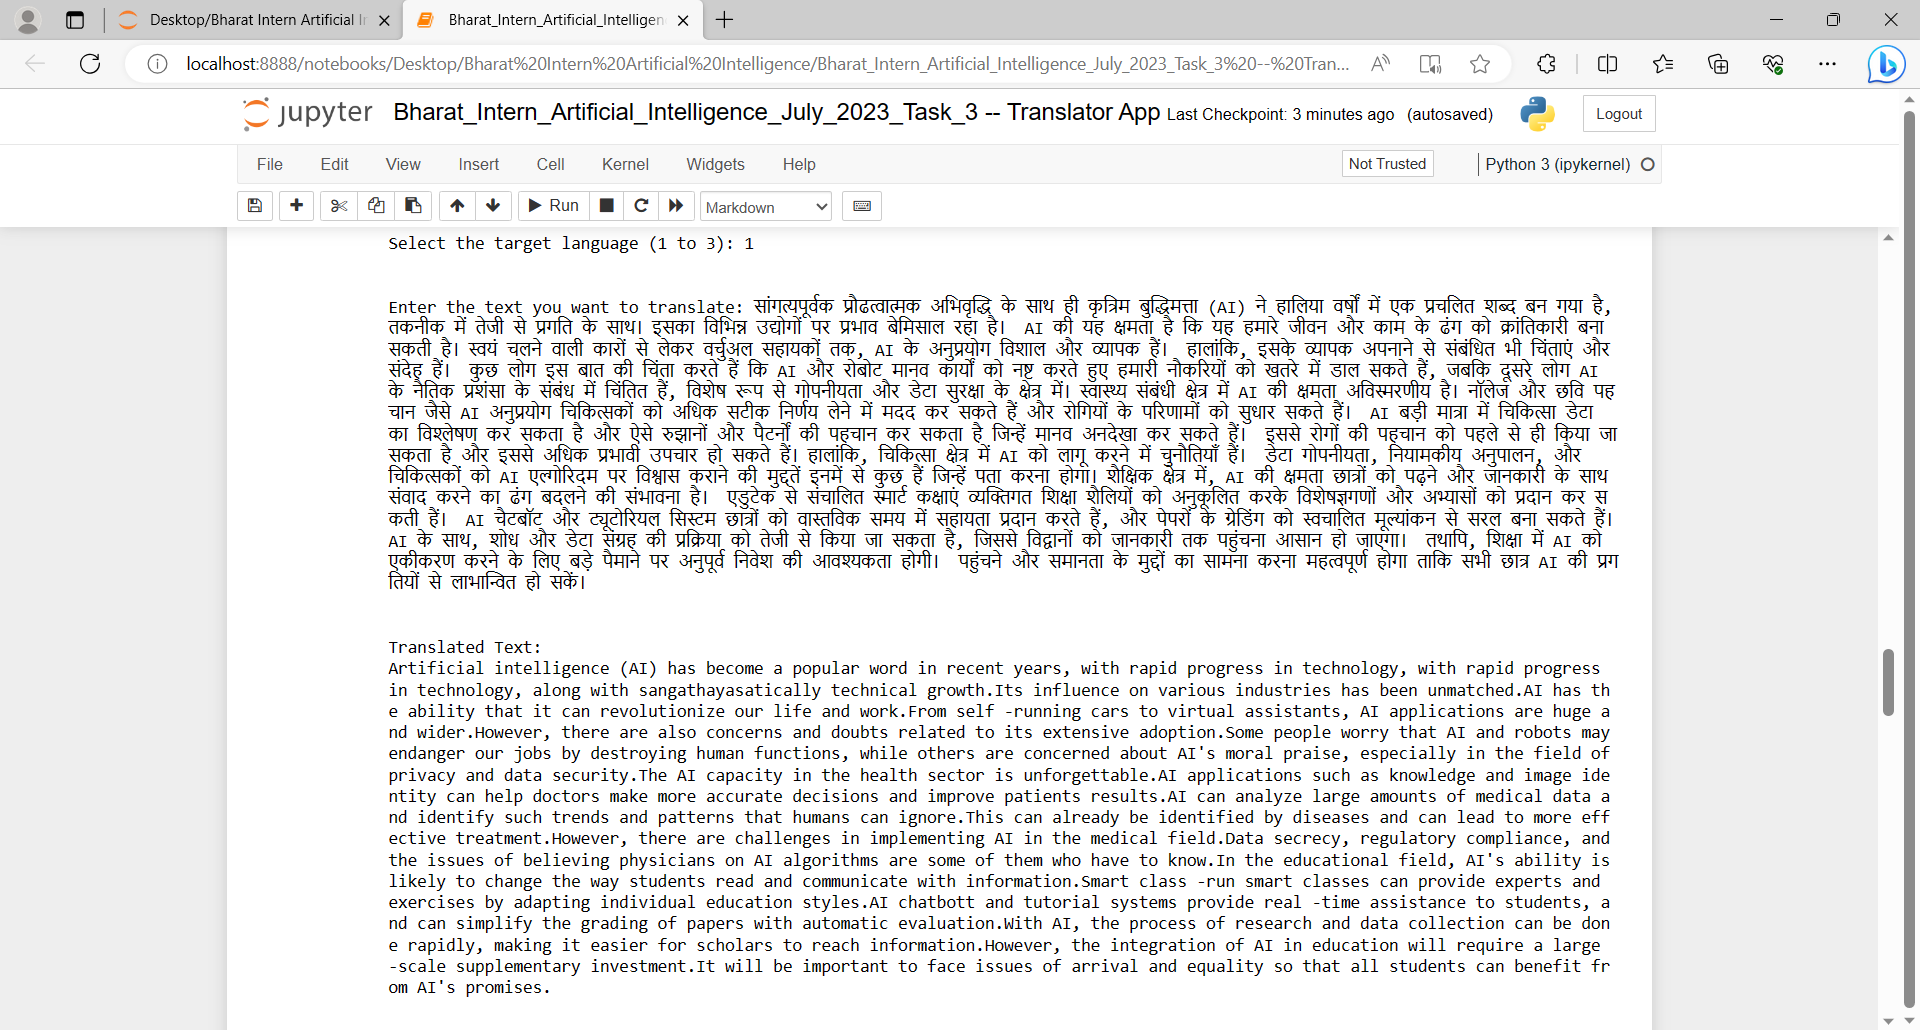 Desktop/Bharat Intern Artificial Ir
Bharat_Intern_Artificial_Intelligen
localhost:8888/notebooks/Desktop/Bharat%20Intern%20Artificial%20Intelligence/Bharat_Intern_Artificial_Intelligence_July_2023_Task_3%20--%20Tran...
jupyter Bharat_Intern_Artificial_Intelligence_July_2023_Task_3 -- Translator App Last Checkpoint: 3 minutes ago (autosaved) Logout
File Edit View Insert Cell Kernel Widgets Help Not Trusted Python 3 (ipykernel)
Run Markdown
Select the target language (1 to 3): 1
Enter the text you want to translate: सांगत्यपूर्वक प्रौढत्वात्मक अभिवृद्धि के साथ ही कृत्रिम बुद्धिमत्ता (AI) ने हालिया वर्षों में एक प्रचलित शब्द बन गया है,
तकनीक में तेजी से प्रगति के साथ। इसका विभिन्न उद्योगों पर प्रभाव बेमिसाल रहा है। AI की यह क्षमता है कि यह हमारे जीवन और काम के ढंग को क्रांतिकारी बना
सकती है। स्वयं चलने वाली कारों से लेकर वर्चुअल सहायकों तक, AI के अनुप्रयोग विशाल और व्यापक हैं। हालांकि, इसके व्यापक अपनाने से संबंधित भी चिंताएं और
संदेह हैं। कुछ लोग इस बात की चिंता करते हैं कि AI और रोबोट मानव कार्यों को नष्ट करते हुए हमारी नौकरियों को खतरे में डाल सकते हैं, जबकि दूसरे लोग AI
के नैतिक प्रशंसा के संबंध में चिंतित हैं, विशेष रूप से गोपनीयता और डेटा सुरक्षा के क्षेत्र में। स्वास्थ्य संबंधी क्षेत्र में AI की क्षमता अविस्मरणीय है। नॉलेज और छवि पह
चान जैसे AI अनुप्रयोग चिकित्सकों को अधिक सटीक निर्णय लेने में मदद कर सकते हैं और रोगियों के परिणामों को सुधार सकते हैं। AI बड़ी मात्रा में चिकित्सा डेटा
का विश्लेषण कर सकता है और ऐसे रुझानों और पैटर्नों की पहचान कर सकता है जिन्हें मानव अनदेखा कर सकते हैं। इससे रोगों की पहचान को पहले से ही किया जा
सकता है और इससे अधिक प्रभावी उपचार हो सकते हैं। हालांकि, चिकित्सा क्षेत्र में AI को लागू करने में चुनौतियाँ हैं। डेटा गोपनीयता, नियामकीय अनुपालन, और
चिकित्सकों को AI एल्गोरिदम पर विश्वास कराने की मुद्दतें इनमें से कुछ हैं जिन्हें पता करना होगा। शैक्षिक क्षेत्र में, AI की क्षमता छात्रों को पढ़ने और जानकारी के साथ
संवाद करने का ढंग बदलने की संभावना है। एडुटेक से संचालित स्मार्ट कक्षाएं व्यक्तिगत शिक्षा शैलियों को अनुकूलित करके विशेषज्ञगणों और अभ्यासों को प्रदान कर स
कती हैं। AI चैटबॉट और ट्यूटोरियल सिस्टम छात्रों को वास्तविक समय में सहायता प्रदान करते हैं, और पेपरों के ग्रेडिंग को स्वचालित मूल्यांकन से सरल बना सकते हैं।
AI के साथ, शोध और डेटा संग्रह की प्रक्रिया को तेजी से किया जा सकता है, जिससे विद्वानों को जानकारी तक पहुंचना आसान हो जाएगा। तथापि, शिक्षा में AI को
एकीकरण करने के लिए बड़े पैमाने पर अनुपूर्व निवेश की आवश्यकता होगी। पहुंचने और समानता के मुद्दों का सामना करना महत्वपूर्ण होगा ताकि सभी छात्र AI की प्रग
तियों से लाभान्वित हो सकें।
Translated Text:
Artificial intelligence (AI) has become a popular word in recent years, with rapid progress in technology, with rapid progress
in technology, along with sangathayasatically technical growth.Its influence on various industries has been unmatched.AI has th
e ability that it can revolutionize our life and work.From self -running cars to virtual assistants, AI applications are huge a
nd wider.However, there are also concerns and doubts related to its extensive adoption.Some people worry that AI and robots may
endanger our jobs by destroying human functions, while others are concerned about AI's moral praise, especially in the field of
privacy and data security.The AI capacity in the health sector is unforgettable.AI applications such as knowledge and image ide
ntity can help doctors make more accurate decisions and improve patients results.AI can analyze large amounts of medical data a
nd identify such trends and patterns that humans can ignore.This can already be identified by diseases and can lead to more eff
ective treatment.However, there are challenges in implementing AI in the medical field.Data secrecy, regulatory compliance, and
the issues of believing physicians on AI algorithms are some of them who have to know.In the educational field, AI's ability is
likely to change the way students read and communicate with information.Smart class -run smart classes can provide experts and
exercises by adapting individual education styles.AI chatbott and tutorial systems provide real -time assistance to students, a
nd can simplify the grading of papers with automatic evaluation.With AI, the process of research and data collection can be don
e rapidly, making it easier for scholars to reach information.However, the integration of AI in education will require a large
-scale supplementary investment.It will be important to face issues of arrival and equality so that all students can benefit fr
om AI's promises.